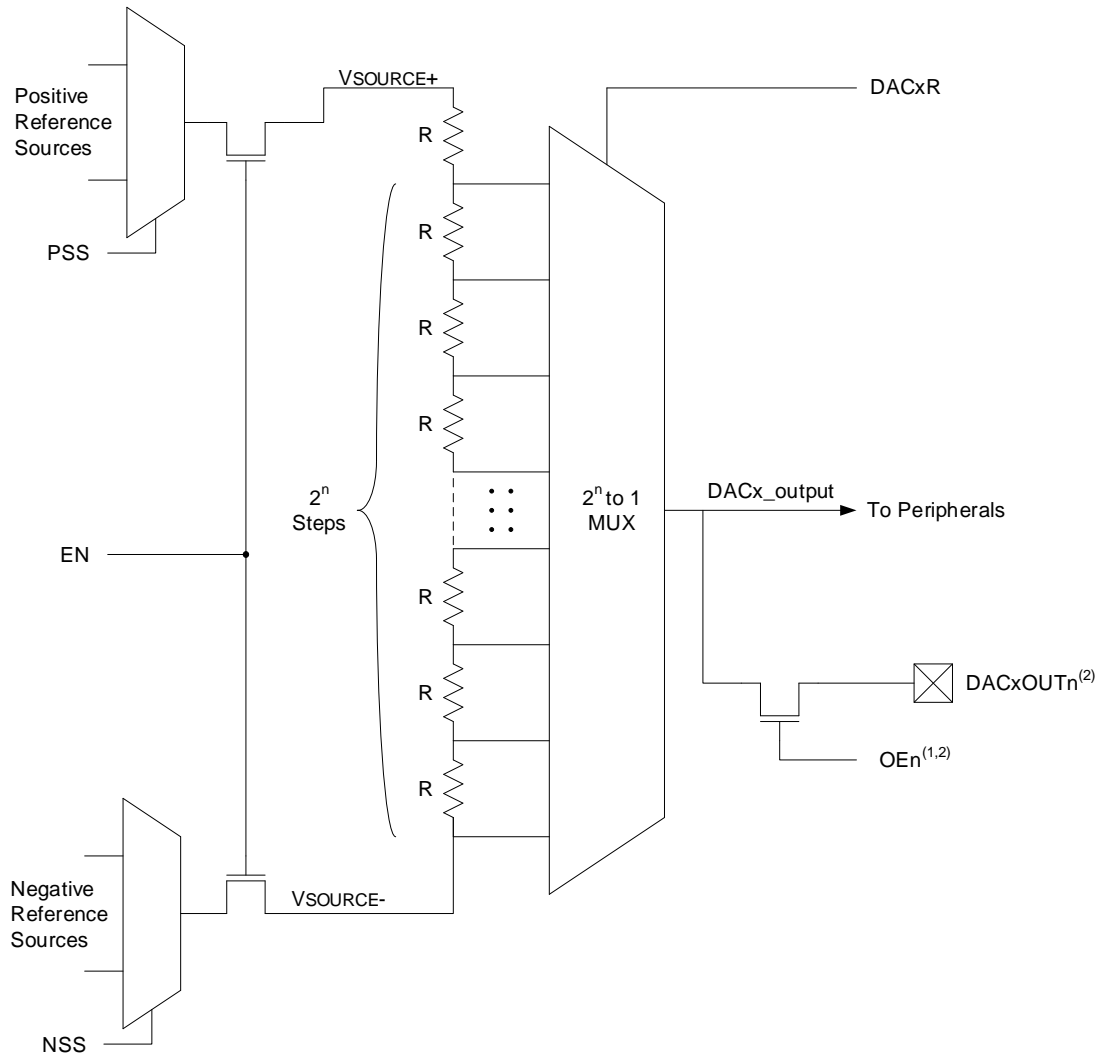 Positive
Reference
Sources
PSS
VSOURCE+
DACxR
R
R
R
R
2ⁿ
Steps
2ⁿ to 1
MUX
DACx_output
To Peripherals
EN
R
R
R
DACxOUTn⁽²⁾
OEn⁽¹,²⁾
Negative
Reference
Sources
VSOURCE-
NSS